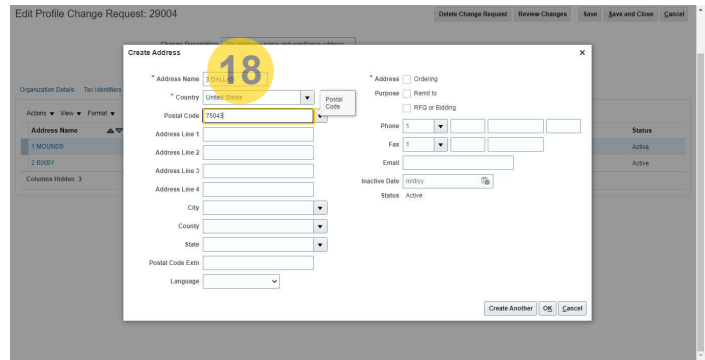 Edit Profile Change Request: 29004
Delete Change Request Review Changes Save Save and Close Cancel
Change Description
Create Address
18
* Address Name 3 DALLAS
* Country United States
Postal Code
Postal Code 75043
Address Line 1
Address Line 2
Address Line 3
Address Line 4
City
County
State
Postal Code Extn
Language
* Address Purpose
Ordering
Remit to
RFQ or Bidding
Phone 1
Fax 1
Email
Inactive Date m/d/yy
Status Active
Create Another OK Cancel
Organization Details Tax Identifiers
Actions View Format
Address Name Status
1 MOUNDS Active
2 BIXBY Active
Columns Hidden 3